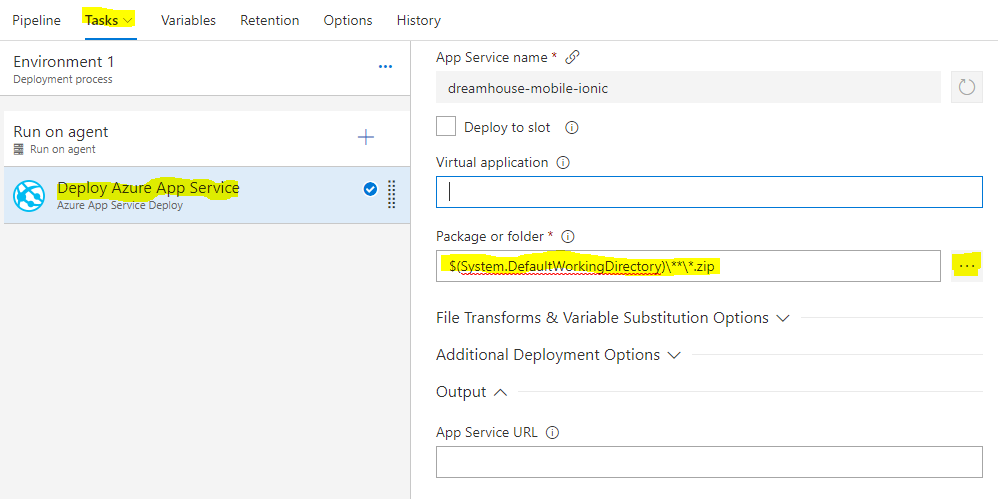 Pipeline Tasks Variables Retention Options History
Environment 1
Deployment process
...
Run on agent
Run on agent
Deploy Azure App Service
Azure App Service Deploy
App Service name *
dreamhouse-mobile-ionic
Deploy to slot
Virtual application
Package or folder *
$(System.DefaultWorkingDirectory)\**\*.zip
...
File Transforms & Variable Substitution Options
Additional Deployment Options
Output
App Service URL